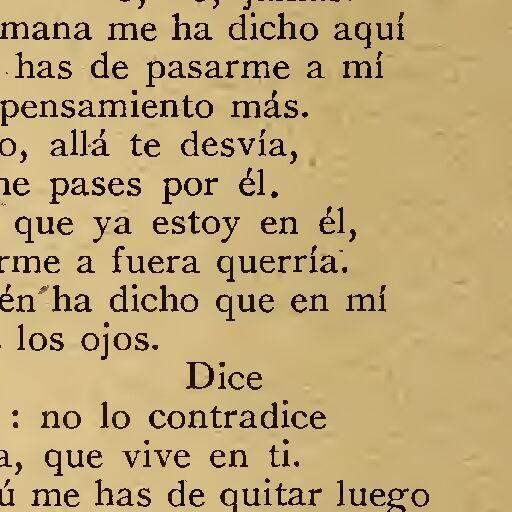 mana me ha dicho aquí
has de pasarme a mí
pensamiento más.
o, allá te desvía,
pases por él.
que ya estoy en él,
rme a fuera querría.
én ha dicho que en mí
los ojos.
Dice
: no lo contradice
a, que vive en ti.
ú me has de quitar luego